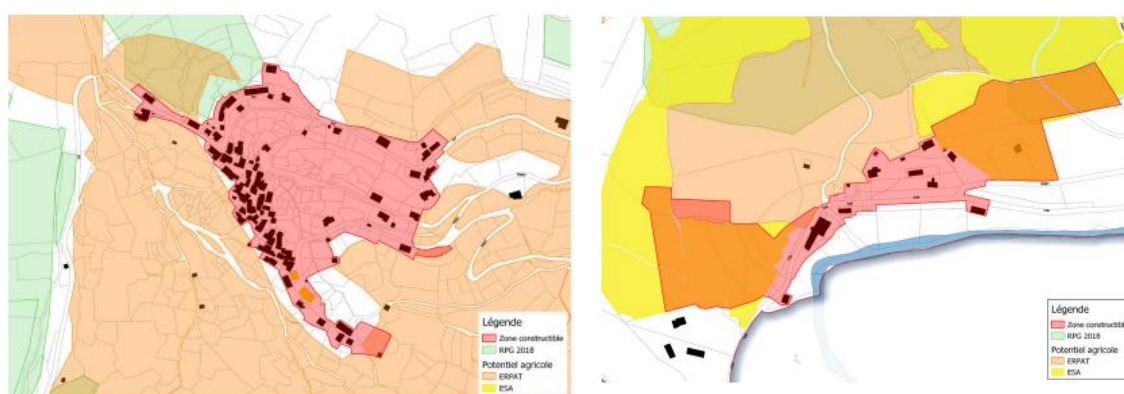 Légende
Zone constructible
RPG 2018
Potentiel agricole
ERPAT
ESA
Légende
Zone constructible
RPG 2018
Potentiel agricole
ERPAT
ESA